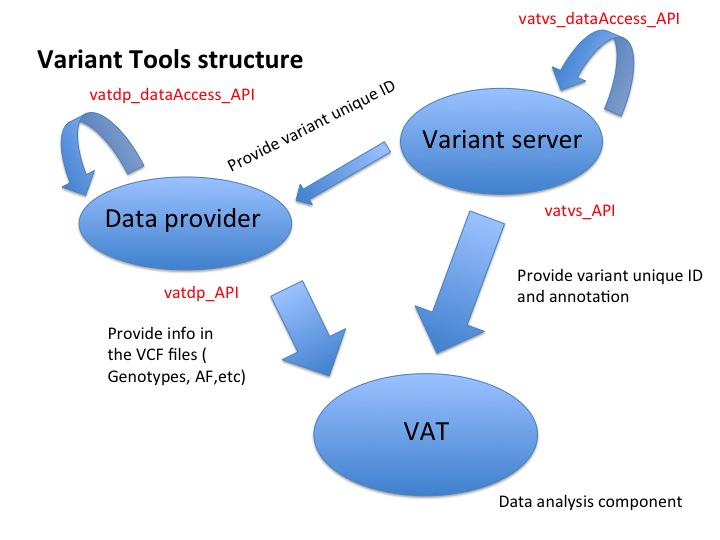 vatvs_dataAccess_API
Variant Tools structure
vatdp_dataAccess_API
Provide variant unique ID
Variant server
Data provider
vatvs_API
vatdp_API
Provide variant unique ID
and annotation
Provide info in
the VCF files (
Genotypes, AF,etc)
VAT
Data analysis component